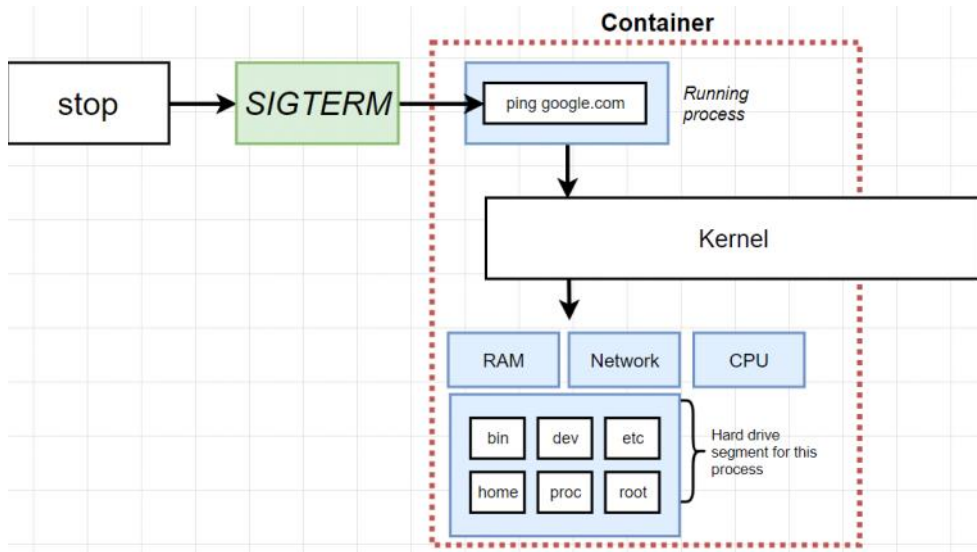 Container
stop
SIGTERM
ping google.com
Running
process
Kernel
RAM
Network
CPU
bin
dev
etc
home
proc
root
Hard drive
segment for this
process